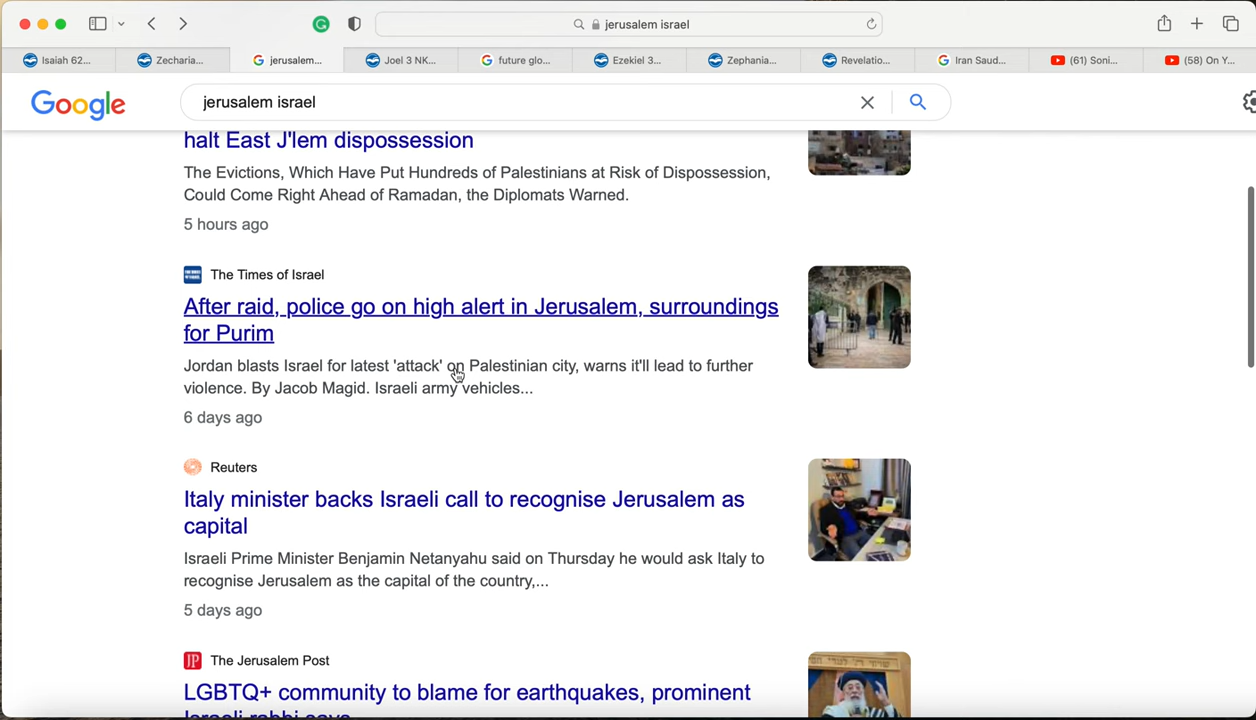 jerusalem israel
Isaiah 62...
Zecharia...
jerusalem...
Joel 3 NK...
future glo...
Ezekiel 3...
Zephania...
Revelatio...
Iran Saud...
(61) Soni...
(58) On Y...
Google
jerusalem israel
halt East J'lem dispossession
The Evictions, Which Have Put Hundreds of Palestinians at Risk of Dispossession,
Could Come Right Ahead of Ramadan, the Diplomats Warned.
5 hours ago
The Times of Israel
After raid, police go on high alert in Jerusalem, surroundings
for Purim
Jordan blasts Israel for latest 'attack' on Palestinian city, warns it'll lead to further
violence. By Jacob Magid. Israeli army vehicles...
6 days ago
Reuters
Italy minister backs Israeli call to recognise Jerusalem as
capital
Israeli Prime Minister Benjamin Netanyahu said on Thursday he would ask Italy to
recognise Jerusalem as the capital of the country,...
5 days ago
JP The Jerusalem Post
LGBTQ+ community to blame for earthquakes, prominent
Israeli rabbi says